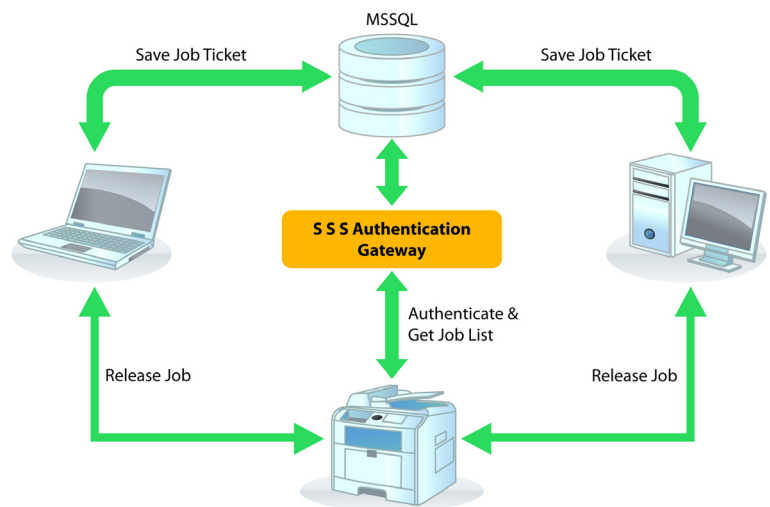 MSSQL
Save Job Ticket
Save Job Ticket
S S S Authentication
Gateway
Authenticate &
Get Job List
Release Job
Release Job